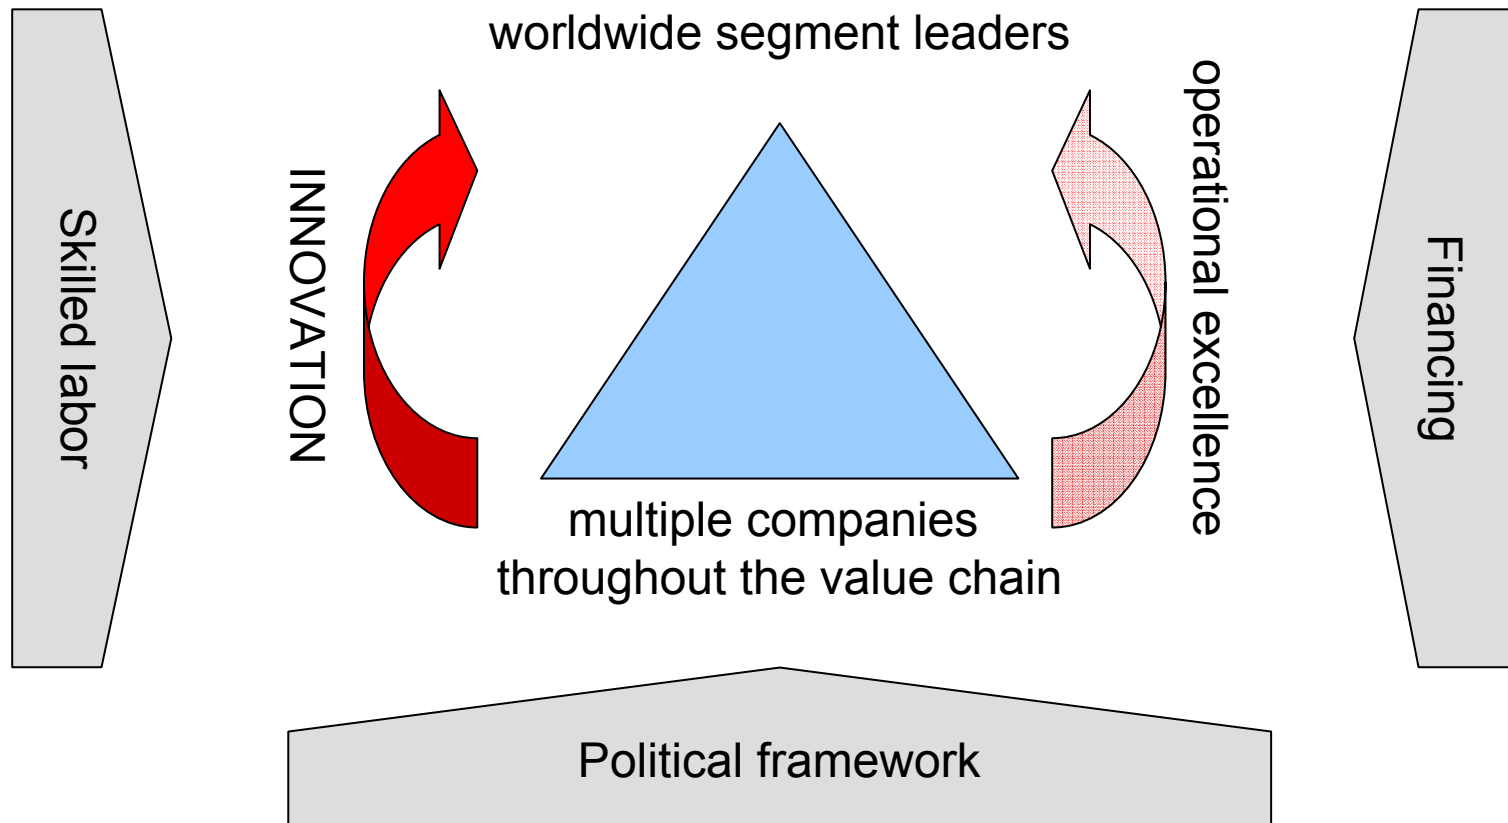 worldwide segment leaders
Skilled labor
INNOVATION
operational excellence
Financing
multiple companies
throughout the value chain
Political framework